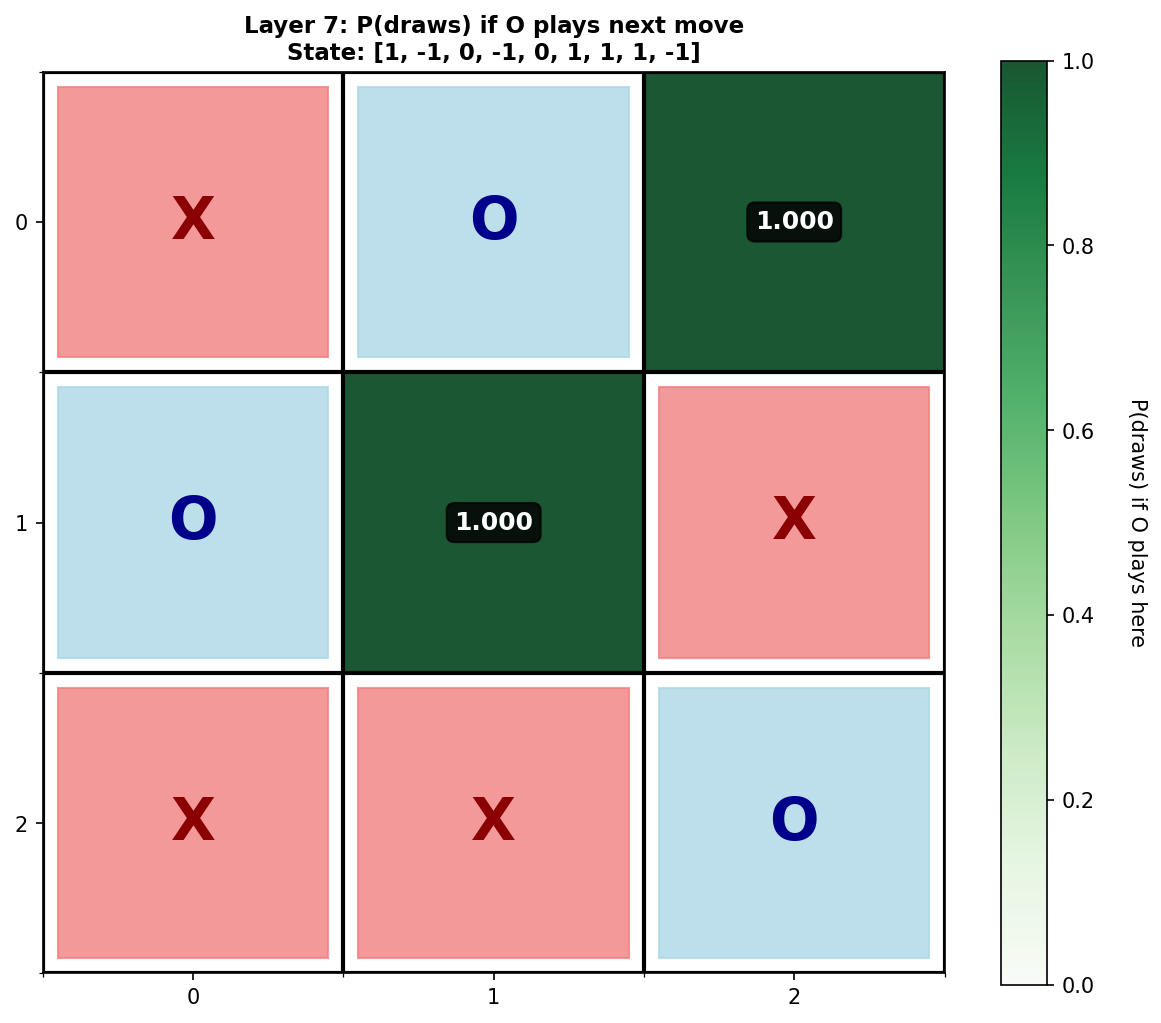 Layer 7: P(draws) if O plays next move
State: [1, -1, 0, -1, 0, 1, 1, 1, -1]
X O 1.000
O 1.000 X
X X O
0
1
2
0 1 2
1.0
0.8
0.6
0.4
0.2
0.0
P(draws) if O plays here